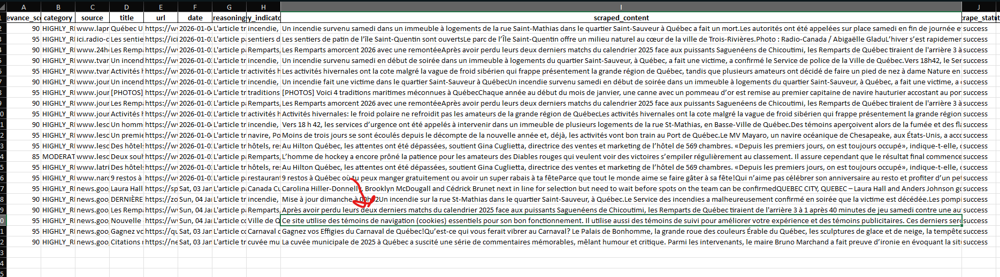 A B C D E F G H I J
evance_sc category source title url date reasoning y_indicato scraped_content crape_statut
2 90 HIGHLY_RI www.lapr Québec U https://w 2026-01-04 L'article tr incendie, Un incendie survenu samedi dans un immeuble à logements de la rue Saint-Mathias dans le quartier Saint-Sauveur à Québec a fait un mort.Les autorités ont été appelées sur place samedi en fin de journée e success
3 95 HIGHLY_RI ici.radio-c Les sentie https://ici 2026-01-0 L'article pa sentiers d Les sentiers de patin de l'île Saint-Quentin sont ouvertsLe parc de l'Île Saint-Quentin offre un milieu naturel au cœur de la ville de Trois-Rivières.Photo : Radio-Canada / Abigaëlle GladuL'hiver s'est rapidemer success
4 90 HIGHLY_RI www.24h Les Remp https://w 2026-01-04 L'article pa Remparts, Les Remparts amorcent 2026 avec une remontéeAprès avoir perdu leurs deux derniers matchs du calendrier 2025 face aux puissants Saguenéens de Chicoutimi, les Remparts de Québec tiraient de l'arrière 3 à success
5 90 HIGHLY_RI www.tvar Un incend https://w 2026-01-0 L'article tr incendie, Un incendie survenu samedi en début de soirée dans un immeuble à logements du quartier Saint-Sauveur, à Québec, a fait une victime, a confirmé le Service de police de la Ville de Québec.Vers 18h42, le Ser success
6 95 HIGHLY_RI www.tvar Activités h https://w 2026-01-0 L'article tr activités h Les activités hivernales ont la cote malgré la vague de froid sibérien qui frappe présentement la grande région de Québec, tandis que plusieurs amateurs ont décidé de faire un pied de nez à dame Nature en success
7 90 HIGHLY_RI www.jour Un incend https://w 2026-01-0 L'article tr incendie, Un incendie fait une victime dans le quartier Saint-Sauveur à QuébecUn incendie survenu samedi en début de soirée dans un immeuble à logements du quartier Saint-Sauveur, à Québec, a fait une victime, a success
8 95 HIGHLY_RI www.jour [PHOTOS] https://w 2026-01-0 L'article tr traditions [PHOTOS] Voici 4 traditions maritimes méconnues à QuébecChaque année au début du mois de janvier, une canne avec un pommeau d'or est remise au premier capitaine de navire hauturier accostant au por success
9 90 HIGHLY_RI www.jour Les Remp https://w 2026-01-0 L'article tr Remparts, Les Remparts amorcent 2026 avec une remontéeAprès avoir perdu leurs deux derniers matchs du calendrier 2025 face aux puissants Saguenéens de Chicoutimi, les Remparts de Québec tiraient de l'arrière 3 à success
0 95 HIGHLY_RI www.jour Activités h https://w 2026-01-0 L'article tr activités h Activités hivernales: le froid polaire ne refroidit pas les amateurs de la grande région de QuébecLes activités hivernales ont la cote malgré la vague de froid sibérien qui frappe présentement la grande région success
1 90 HIGHLY_RI www.lesc Un homm https://w 2026-01-04 L'article tr incendie, Vers 18 h 42, les services d'urgence ont été appelés à intervenir dans un immeuble de plusieurs logements de la rue St-Mathias, en Basse-Ville de Québec.Des témoins aperçoivent alors de la fumée et des fla success
2 95 HIGHLY_RI www.lesc Un premie https://w 2026-01-04 L'article tr navire, Po Moins de trois jours se sont écoulés depuis le décompte de la nouvelle année et, déjà, les activités vont bon train au Port de Québec.Le MV Mayaro, un navire océanique de Chesapeake, aux États-Unis, a acco success
3 95 HIGHLY_RI www.lesc Des hôtels https://w 2026-01-0 L'article pa hôtels, res Au Hilton Québec, les attentes ont été dépassées, soutient Gina Cuglietta, directrice des ventes et marketing de l'hôtel de 569 chambres. «Depuis les premiers jours, on est toujours occupé», indique-t-elle, success
4 85 MODERAT www.lesc Deux souh https://w 2026-01-0 L'article pa Remparts, L'homme de hockey a encore prôné la patience pour les amateurs des Diables rouges qui veulent voir des victoires s'empiler régulièrement au classement. Il assure cependant que le résultat final commence success
5 95 HIGHLY_RI www.latri Des hôtels https://w 2026-01-0 L'article tr hôtels, res Au Hilton Québec, les attentes ont été dépassées, soutient Gina Cuglietta, directrice des ventes et marketing de l'hôtel de 569 chambres. «Depuis les premiers jours, on est toujours occupé», indique-t-elle, success
6 95 HIGHLY_RI www.narc 9 restos à https://w 2026-01-0 L'article pa restaurant 9 restos à Québec où tu peux manger gratuitement ou avoir un super rabais à ta fêteParce que tout le monde aime se faire gâter à sa fête!Qui n'aime pas célébrer son anniversaire au resto et profiter d'un pet success
7 95 HIGHLY_RI news.goo Laura Hall https://sp Sat, 03 Jan L'article pa Canada Cu Carolina Hiller-Donnelly, Brooklyn McDougall and Cédrick Brunet next in line for selection but need to wait before spots on the team can be confirmedQUEBEC CITY, QUEBEC – Laura Hall and Anders Johnson go success
8 90 HIGHLY_RI news.goo DERNIÈRE https://zo Sun, 04 Jan L'article tr incendie, Mise à jour dimanche à Un incendie sur la rue St-Mathias dans le quartier Saint-Sauveur, à Québec.Le Service des incendies a malheureusement confirmé en soirée que la victime est décédée.Les pompi success
9 90 HIGHLY_RI news.goo Les Remp https://w Sun, 04 Jan L'article pa Remparts, Après avoir perdu leurs deux derniers matchs du calendrier 2025 face aux puissants Saguenéens de Chicoutimi, les Remparts de Québec tiraient de l'arrière 3 à 1 après 40 minutes de jeu samedi contre une au success
0 95 HIGHLY_RI news.goo Nouvelle https://w Sun, 04 Jan L'article co Ville de Q Ce site utilise des témoins de navigation (cookies) essentiels pour son bon fonctionnement. Il utilise aussi des témoins de suivi pour améliorer votre expérience et des témoins publicitaires. Ces derniers sero success
1 95 HIGHLY_RI news.goo Gagnez vo https://qu Sat, 03 Jan L'article co Carnaval d Gagnez vos Effigies du Carnaval de Québec!Qu'est-ce qui vous ferait vibrer au Carnaval? Le Palais de Bonhomme, la grande roue des couleurs Érable du Québec, les sculptures de glace et de neige, la tempête success
2 90 HIGHLY_RI news.goo Citations r https://ne Sat, 03 Jan L'article tr cuvée mu La cuvée municipale de 2025 à Québec a suscité une série de commentaires mémorables, mêlant humour et critique. Parmi les intervenants, le maire Bruno Marchand a fait preuve d'ironie en évoquant la situ success
3
4
5